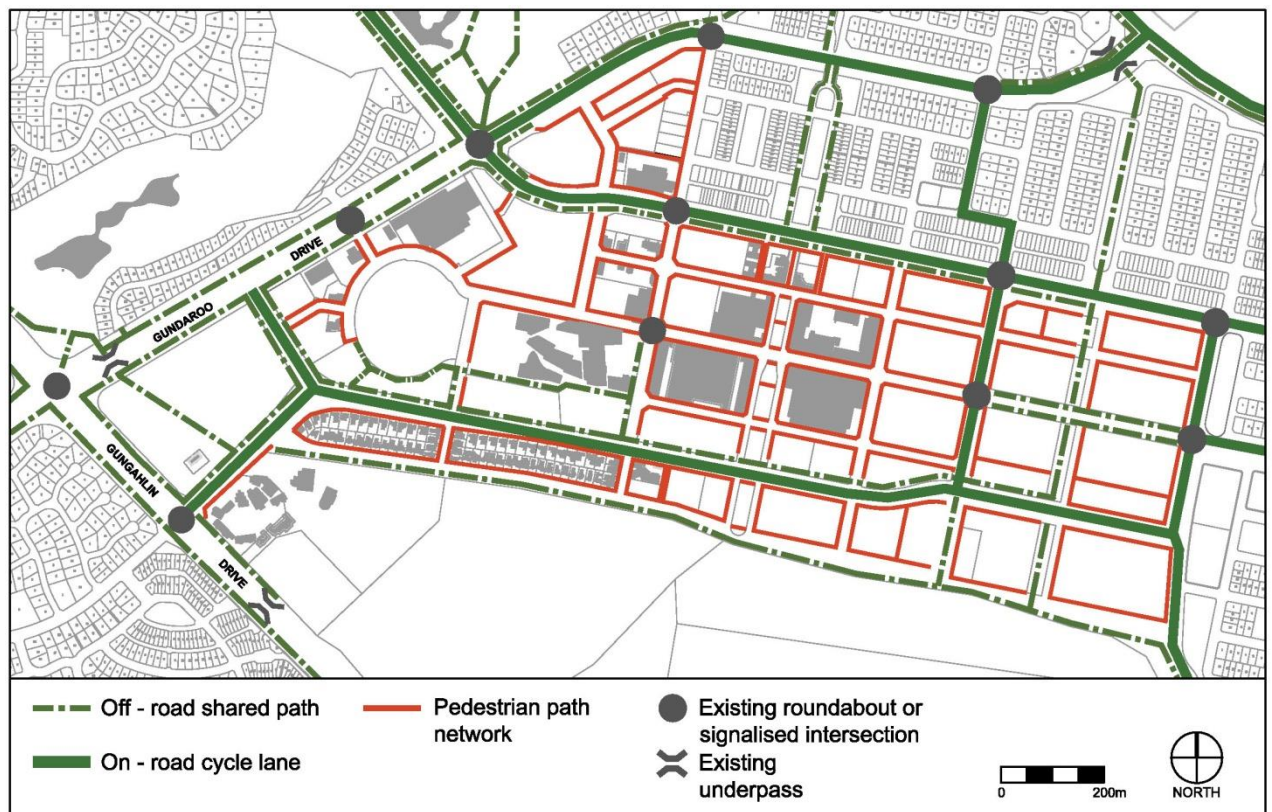 GUNDAROO
DRIVE
GUNGAHLIN
DRIVE
Off - road shared path
On - road cycle lane
Pedestrian path
network
Existing roundabout or
signalised intersection
Existing
underpass
0 200m
NORTH